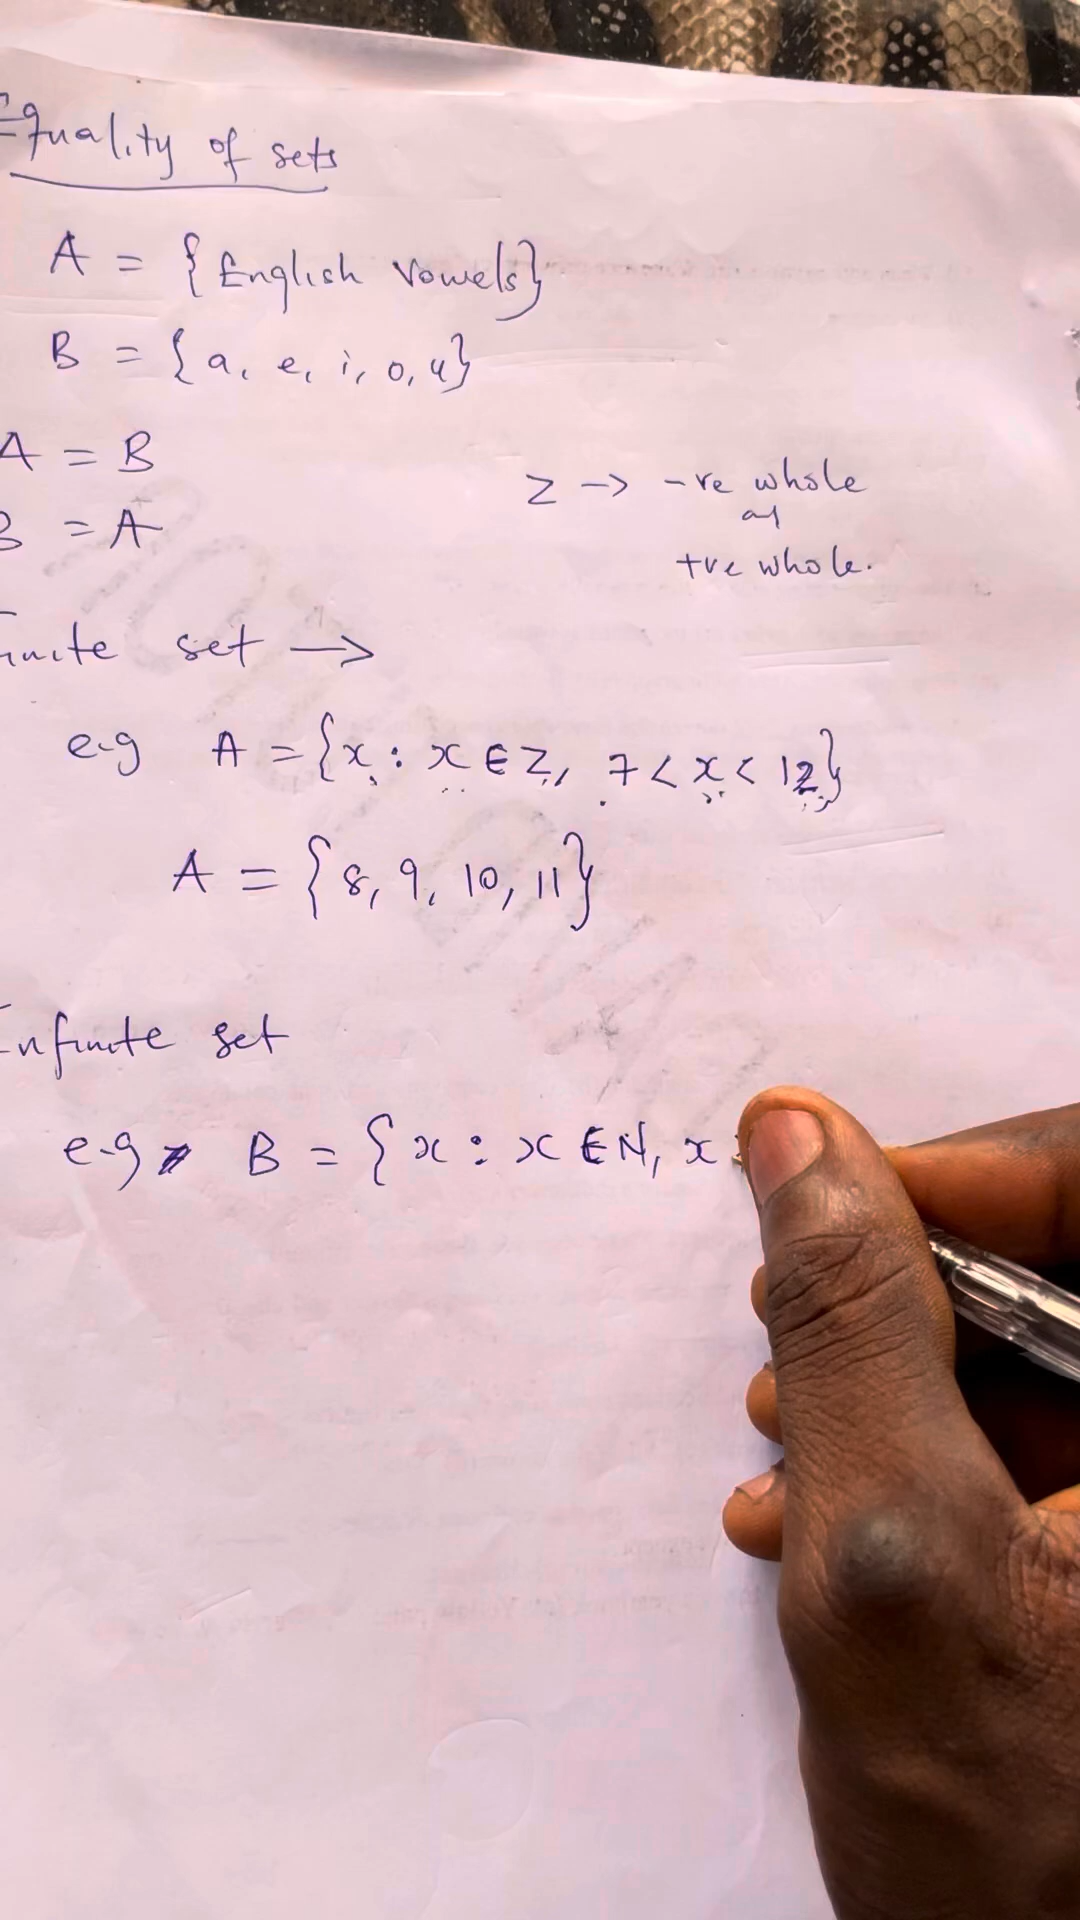 Equality of sets
A = {English vowels}
B = {a, e, i, o, u}
A = B
B = A
Z → -ve whole
and
+ve whole.
Finite set →
e.g A = {x : x ∈ Z, 7 < x < 12}
A = {8, 9, 10, 11}
Infinite set
e.g B = {x : x ∈ N, x